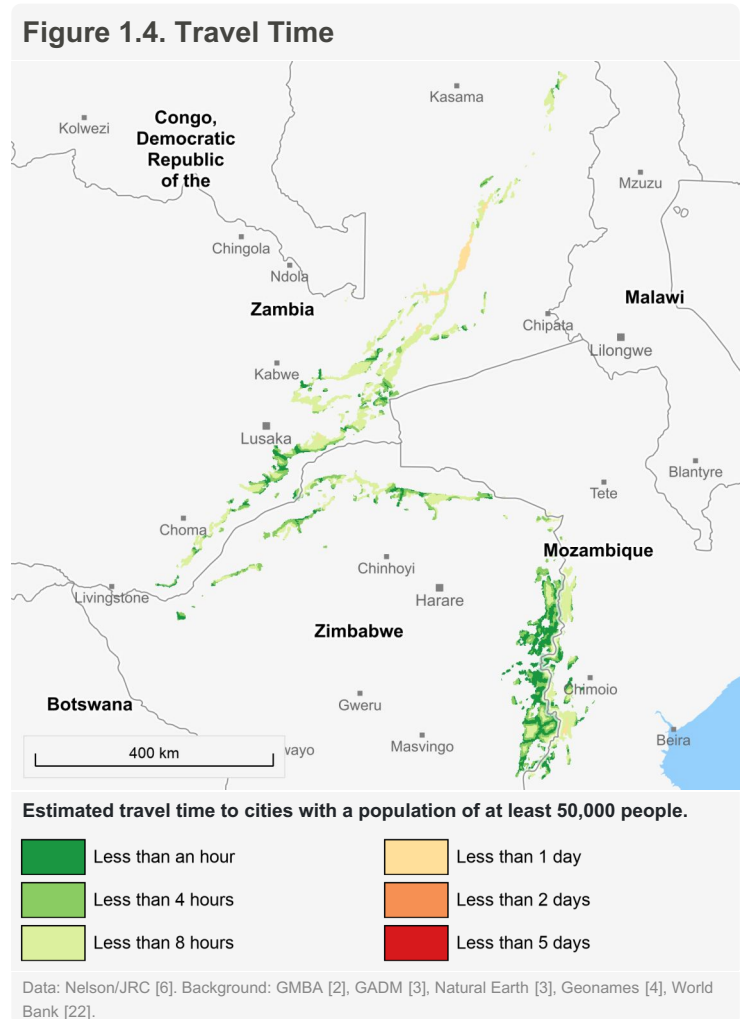 Figure 1.4. Travel Time
Kasama
Kolwezi
Congo,
Democratic
Republic
of the
Mzuzu
Chingola
Ndola
Zambia
Malawi
Chipata
Lilongwe
Kabwe
Lusaka
Blantyre
Tete
Choma
Mozambique
Chinhoyi
Livingstone
Harare
Zimbabwe
Chimoio
Botswana
Gweru
Beira
Masvingo
400 km
wayo
Estimated travel time to cities with a population of at least 50,000 people.
Less than an hour
Less than 1 day
Less than 4 hours
Less than 2 days
Less than 8 hours
Less than 5 days
Data: Nelson/JRC [6]. Background: GMBA [2], GADM [3], Natural Earth [3], Geonames [4], World
Bank [22].